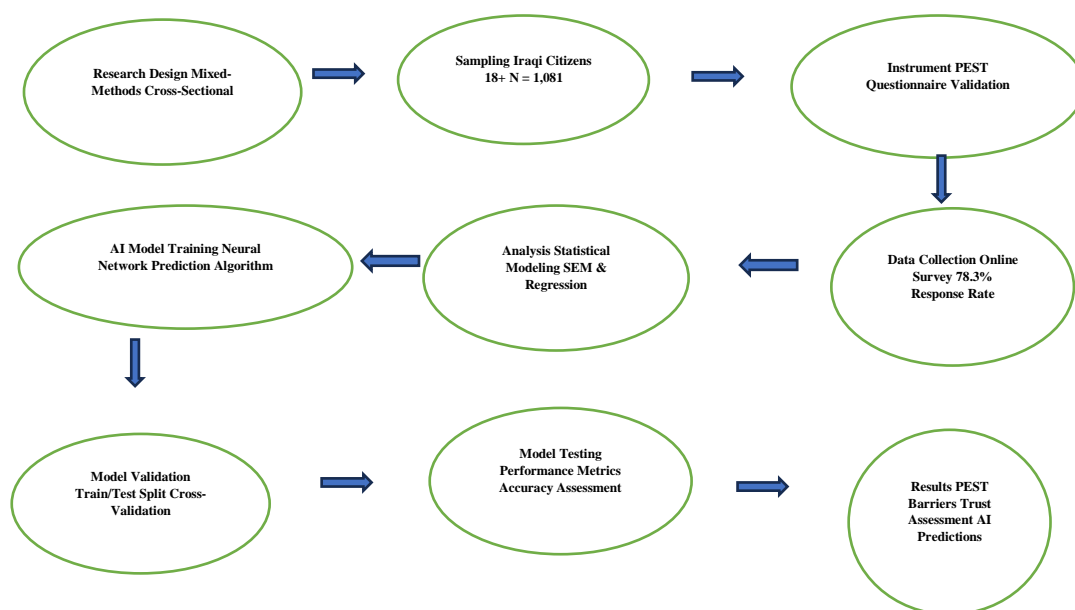 Research Design Mixed-
Methods Cross-Sectional
Sampling Iraqi Citizens
18+ N = 1,081
Instrument PEST
Questionnaire Validation
Data Collection Online
Survey 78.3%
Response Rate
Analysis Statistical
Modeling SEM &
Regression
AI Model Training Neural
Network Prediction Algorithm
Model Validation
Train/Test Split Cross-
Validation
Model Testing
Performance Metrics
Accuracy Assessment
Results PEST
Barriers Trust
Assessment AI
Predictions